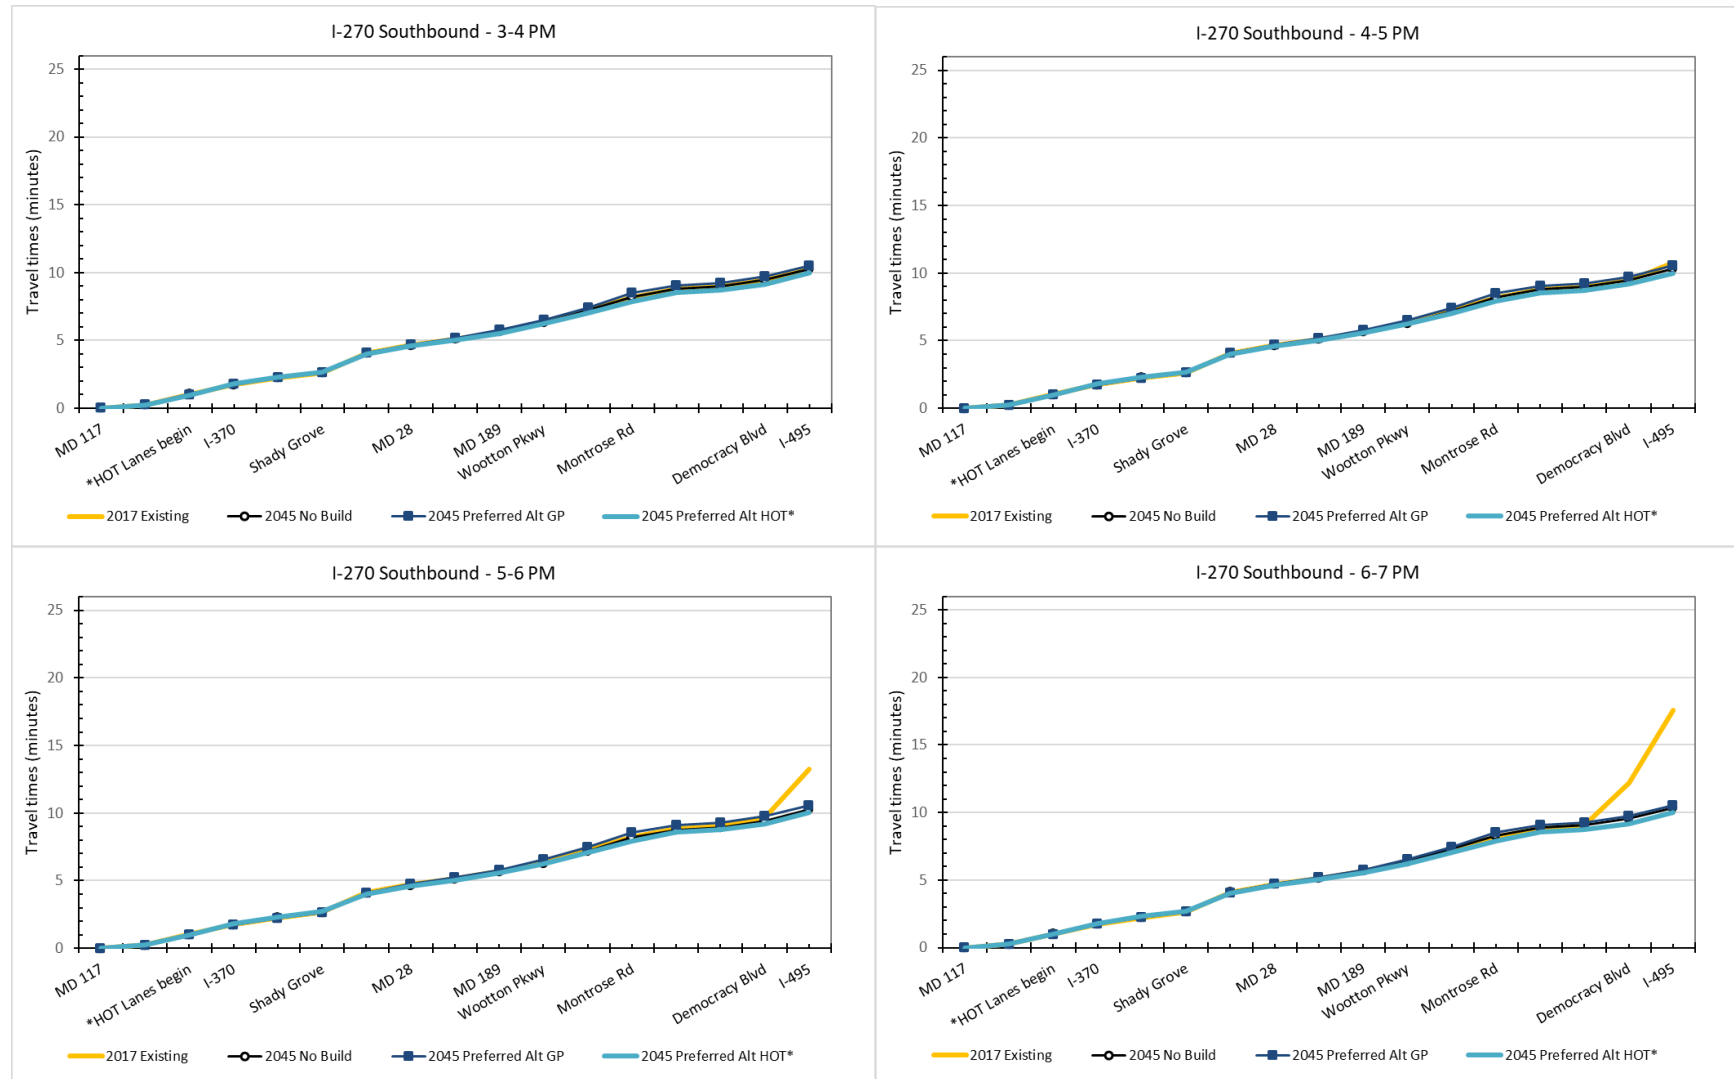 I-270 Southbound - 3-4 PM
Travel times (minutes)
25
20
15
10
5
0
MD 117
*HOT Lanes begin
I-370
Shady Grove
MD 28
MD 189
Wootton Pkwy
Montrose Rd
Democracy Blvd
I-495
2017 Existing
2045 No Build
2045 Preferred Alt GP
2045 Preferred Alt HOT*
I-270 Southbound - 4-5 PM
Travel times (minutes)
25
20
15
10
5
0
MD 117
*HOT Lanes begin
I-370
Shady Grove
MD 28
MD 189
Wootton Pkwy
Montrose Rd
Democracy Blvd
I-495
2017 Existing
2045 No Build
2045 Preferred Alt GP
2045 Preferred Alt HOT*
I-270 Southbound - 5-6 PM
Travel times (minutes)
25
20
15
10
5
0
MD 117
*HOT Lanes begin
I-370
Shady Grove
MD 28
MD 189
Wootton Pkwy
Montrose Rd
Democracy Blvd
I-495
2017 Existing
2045 No Build
2045 Preferred Alt GP
2045 Preferred Alt HOT*
I-270 Southbound - 6-7 PM
Travel times (minutes)
25
20
15
10
5
0
MD 117
*HOT Lanes begin
I-370
Shady Grove
MD 28
MD 189
Wootton Pkwy
Montrose Rd
Democracy Blvd
I-495
2017 Existing
2045 No Build
2045 Preferred Alt GP
2045 Preferred Alt HOT*